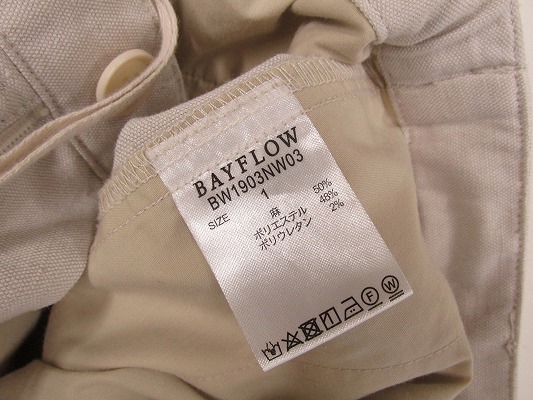 BAYFLOW
BW1903NW03
SIZE 1
麻 50%
ポリエステル 48%
ポリウレタン 2%
F W